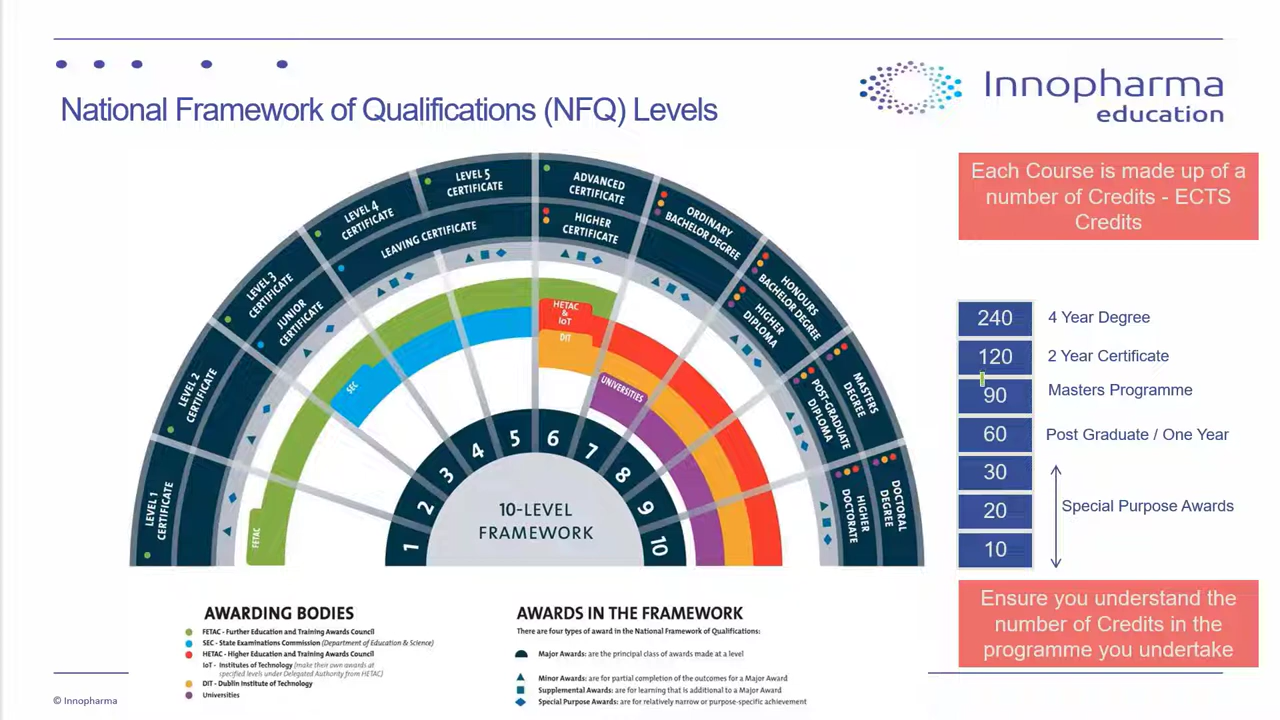 National Framework of Qualifications (NFQ) Levels
Innopharma
education
Each Course is made up of a
number of Credits - ECTS
Credits
LEVEL 1
CERTIFICATE
LEVEL 2
CERTIFICATE
LEVEL 3
CERTIFICATE
JUNIOR
CERTIFICATE
LEVEL 4
CERTIFICATE
LEAVING CERTIFICATE
LEVEL 5
CERTIFICATE
ADVANCED
CERTIFICATE
HIGHER
CERTIFICATE
ORDINARY
BACHELOR DEGREE
HONOURS
BACHELOR DEGREE
HIGHER
DIPLOMA
MASTERS
DEGREE
POST-GRADUATE
DIPLOMA
DOCTORAL
DEGREE
HIGHER
DOCTORATE
FETAC
SEC
HETAC
&
IoT
DIT
UNIVERSITIES
1
2
3
4
5
6
7
8
9
10
10-LEVEL
FRAMEWORK
240 4 Year Degree
120 2 Year Certificate
90 Masters Programme
60 Post Graduate / One Year
30
20 Special Purpose Awards
10
Ensure you understand the
number of Credits in the
programme you undertake
AWARDING BODIES
FETAC - Further Education and Training Awards Council
SEC - State Examinations Commission (Department of Education & Science)
HETAC - Higher Education and Training Awards Council
IoT - Institutes of Technology (make their own awards at
specified levels under Delegated Authority from HETAC)
DIT - Dublin Institute of Technology
Universities
AWARDS IN THE FRAMEWORK
There are four types of award in the National Framework of Qualifications:
Major Awards: are the principal class of awards made at a level
Minor Awards: are for partial completion of the outcomes for a Major Award
Supplemental Awards: are for learning that is additional to a Major Award
Special Purpose Awards: are for relatively narrow or purpose-specific achievement
© Innopharma